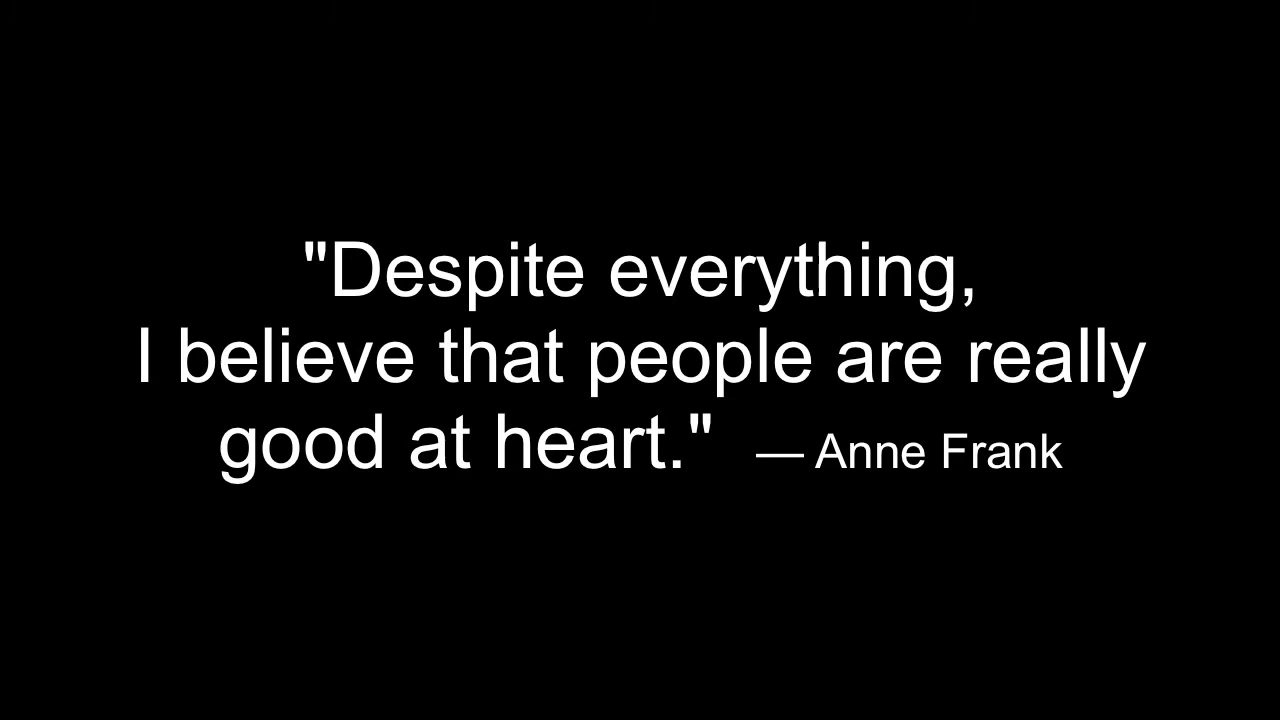 "Despite everything,
I believe that people are really
good at heart." — Anne Frank